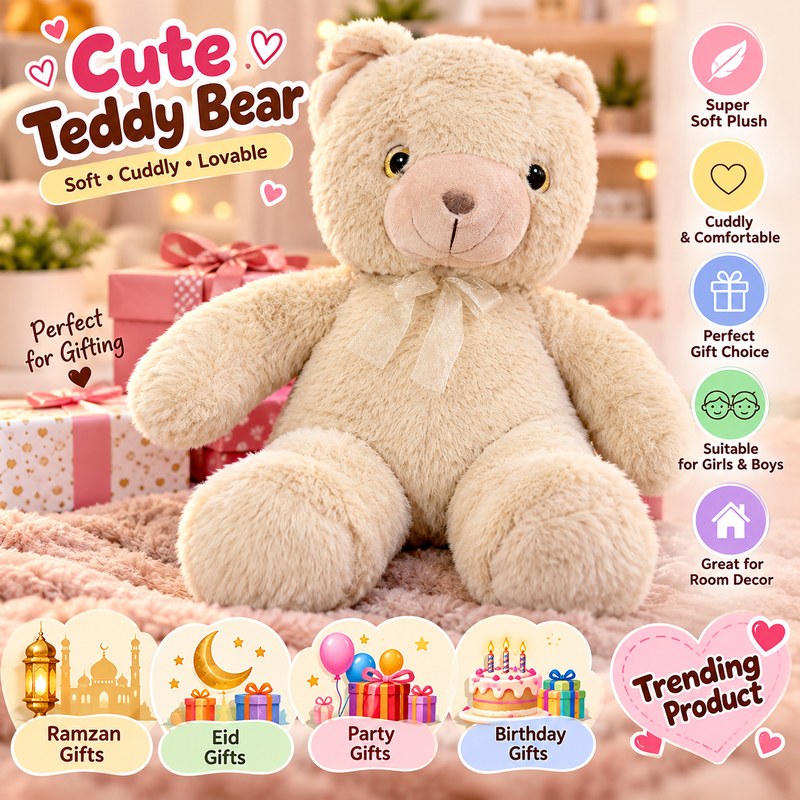 Cute
Teddy Bear
Soft • Cuddly • Lovable
Perfect
for Gifting
Super
Soft Plush
Cuddly
& Comfortable
Perfect
Gift Choice
Suitable
for Girls & Boys
Great for
Room Decor
Ramzan
Gifts
Eid
Gifts
Party
Gifts
Birthday
Gifts
Trending
Product